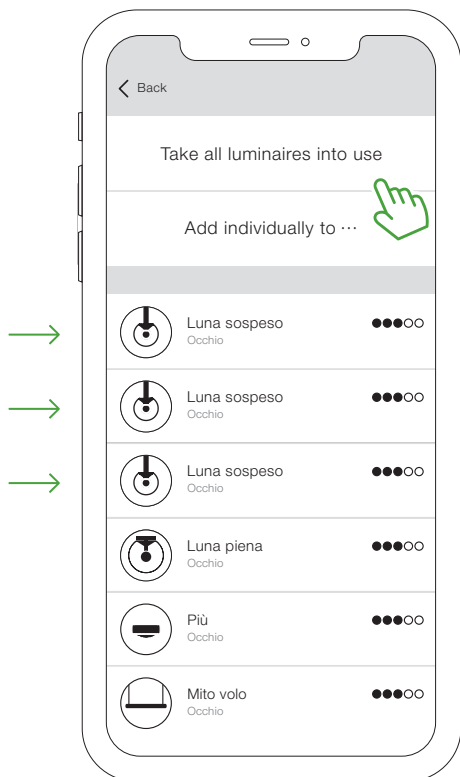 Back
Take all luminaires into use
Add individually to ···
Luna sospeso
Occhio
Luna sospeso
Occhio
Luna sospeso
Occhio
Luna piena
Occhio
Più
Occhio
Mito volo
Occhio